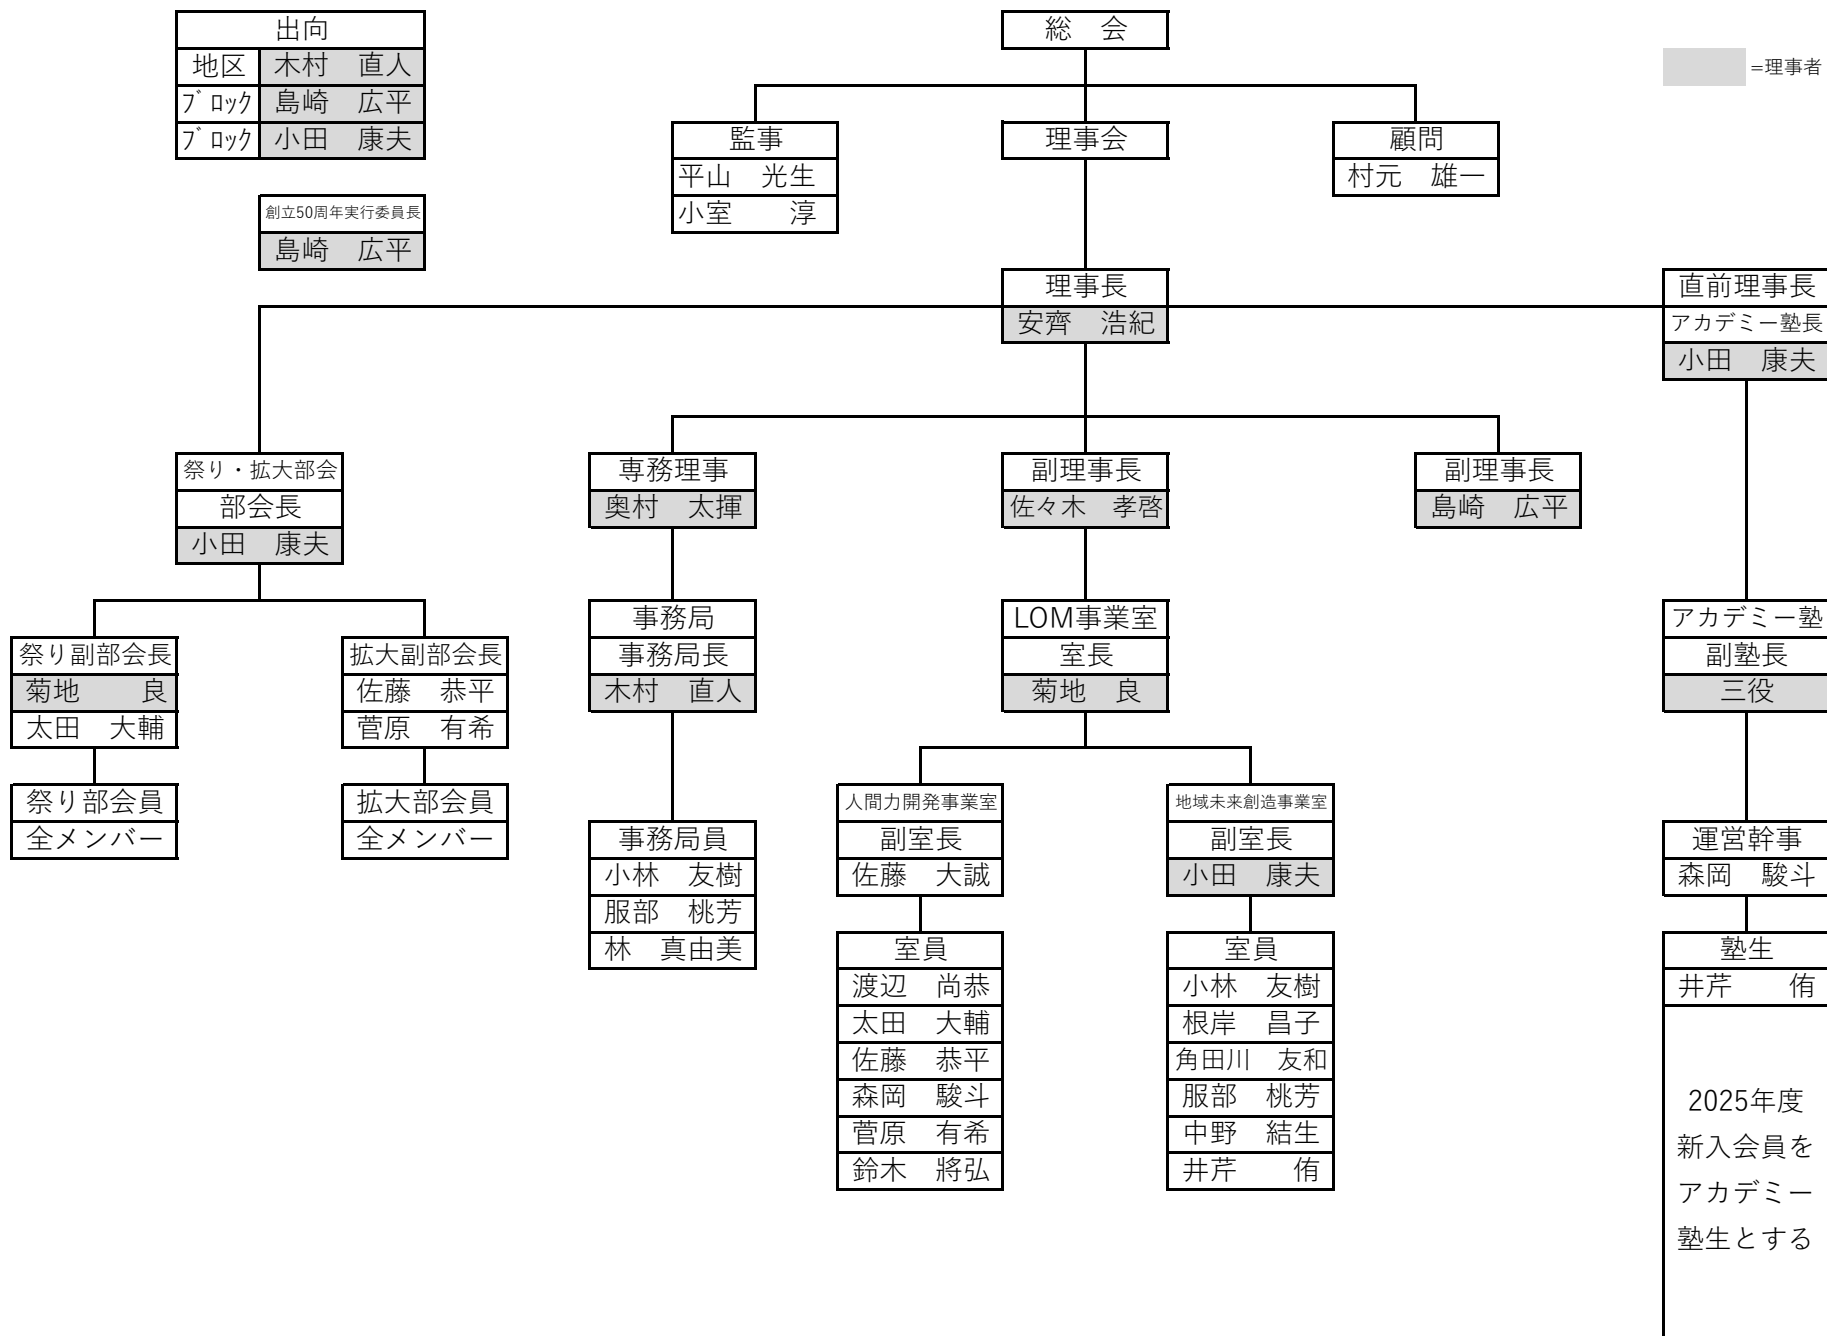 出向
地区 木村　直人
ﾌﾞﾛｯｸ 島崎　広平
ﾌﾞﾛｯｸ 小田　康夫
創立50周年実行委員長
島崎　広平
総　会
=理事者
監事
平山　光生
小室　　淳
理事会
顧問
村元　雄一
理事長
安齊　浩紀
直前理事長
アカデミー塾長
小田　康夫
祭り・拡大部会
部会長
小田　康夫
専務理事
奥村　太揮
副理事長
佐々木　孝啓
副理事長
島崎　広平
祭り副部会長
菊地　　良
太田　大輔
祭り部会員
全メンバー
拡大副部会長
佐藤　恭平
菅原　有希
拡大部会員
全メンバー
事務局
事務局長
木村　直人
事務局員
小林　友樹
服部　桃芳
林　真由美
LOM事業室
室長
菊地　良
人間力開発事業室
副室長
佐藤　大誠
室員
渡辺　尚恭
太田　大輔
佐藤　恭平
森岡　駿斗
菅原　有希
鈴木　將弘
地域未来創造事業室
副室長
小田　康夫
室員
小林　友樹
根岸　昌子
角田川　友和
服部　桃芳
中野　結生
井芹　　侑
アカデミー塾
副塾長
三役
運営幹事
森岡　駿斗
塾生
井芹　　侑
2025年度
新入会員を
アカデミー
塾生とする